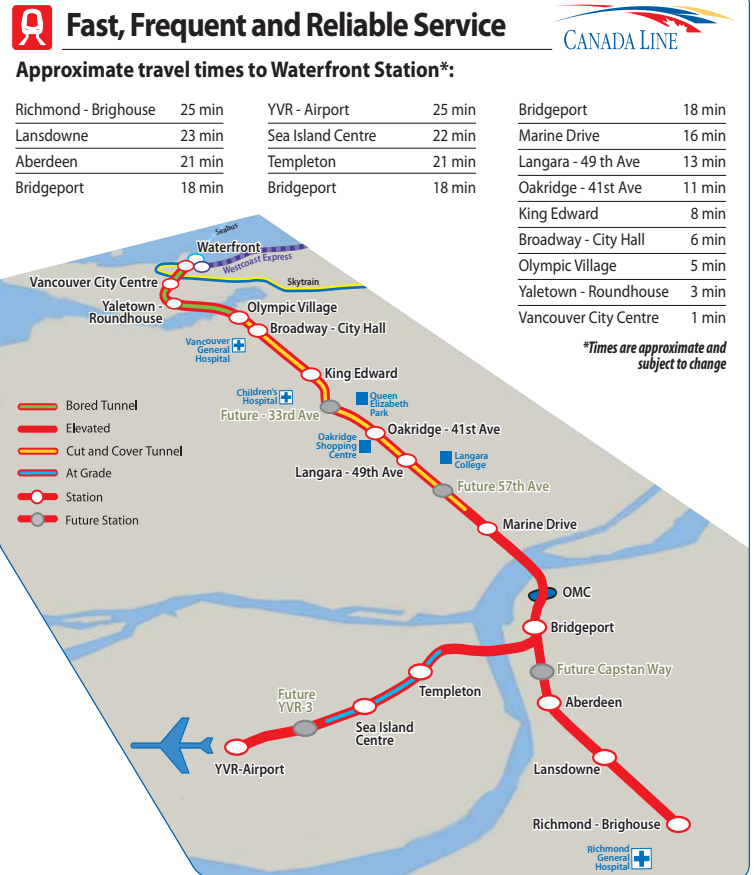 Fast, Frequent and Reliable Service
CANADA LINE
Approximate travel times to Waterfront Station*:
Richmond - Brighouse 25 min
Lansdowne 23 min
Aberdeen 21 min
Bridgeport 18 min
YVR - Airport 25 min
Sea Island Centre 22 min
Templeton 21 min
Bridgeport 18 min
Bridgeport 18 min
Marine Drive 16 min
Langara - 49 th Ave 13 min
Oakridge - 41st Ave 11 min
King Edward 8 min
Broadway - City Hall 6 min
Olympic Village 5 min
Yaletown - Roundhouse 3 min
Vancouver City Centre 1 min
*Times are approximate and
subject to change
Seabus
Waterfront
Westcoast Express
Skytrain
Vancouver City Centre
Yaletown -
Roundhouse
Olympic Village
Broadway - City Hall
Vancouver
General
Hospital
King Edward
Children's
Hospital
Queen
Elizabeth
Park
Future - 33rd Ave
Oakridge - 41st Ave
Oakridge
Shopping
Centre
Langara
College
Langara - 49th Ave
Future 57th Ave
Marine Drive
Bored Tunnel
Elevated
Cut and Cover Tunnel
At Grade
Station
Future Station
OMC
Bridgeport
Future Capstan Way
Templeton
Aberdeen
Future
YVR-3
Sea Island
Centre
YVR-Airport
Lansdowne
Richmond - Brighouse
Richmond
General
Hospital